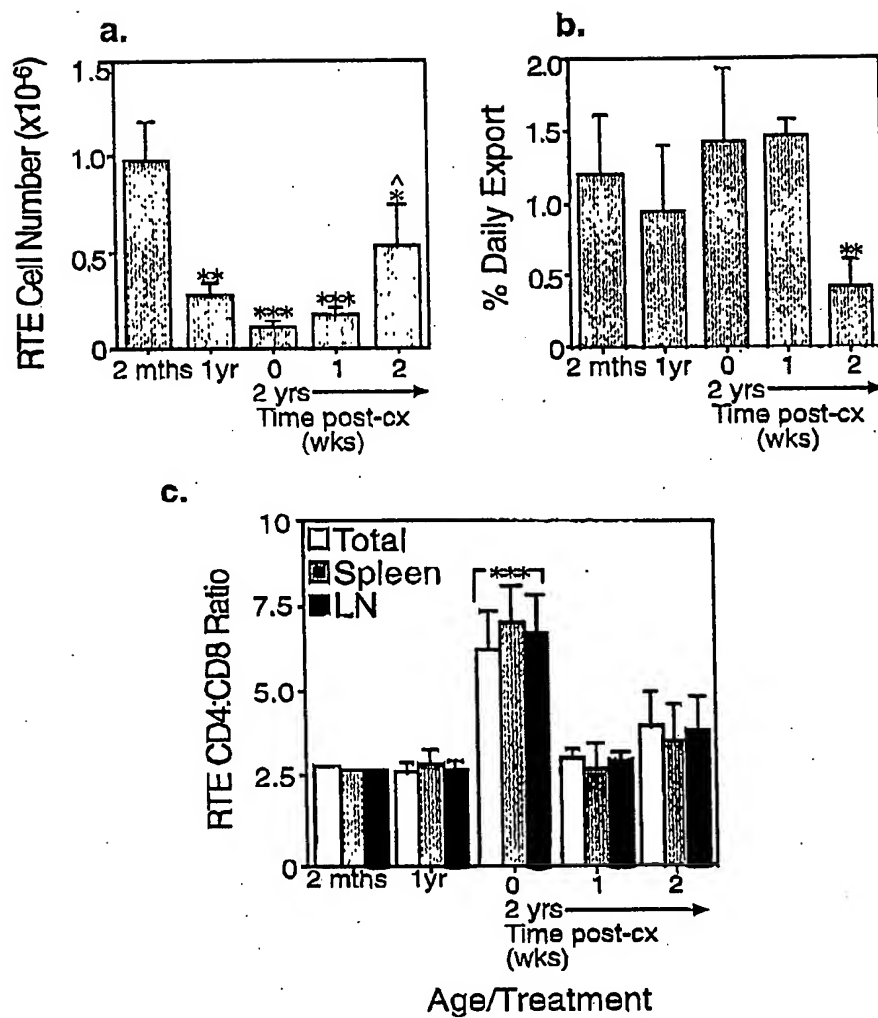 a.
RTE Cell Number (x10⁻⁶)
1.5
1.0
0.5
0
**
***
***
^
*
2 mths 1yr 0 1 2
2 yrs
Time post-cx
(wks)
b.
% Daily Export
2.0
1.5
1.0
0.5
0
**
2 mths 1yr 0 1 2
2 yrs
Time post-cx
(wks)
c.
RTE CD4:CD8 Ratio
10
7.5
5.0
2.5
0
Total
Spleen
LN
***
2 mths 1yr 0 1 2
2 yrs
Time post-cx
(wks)
Age/Treatment